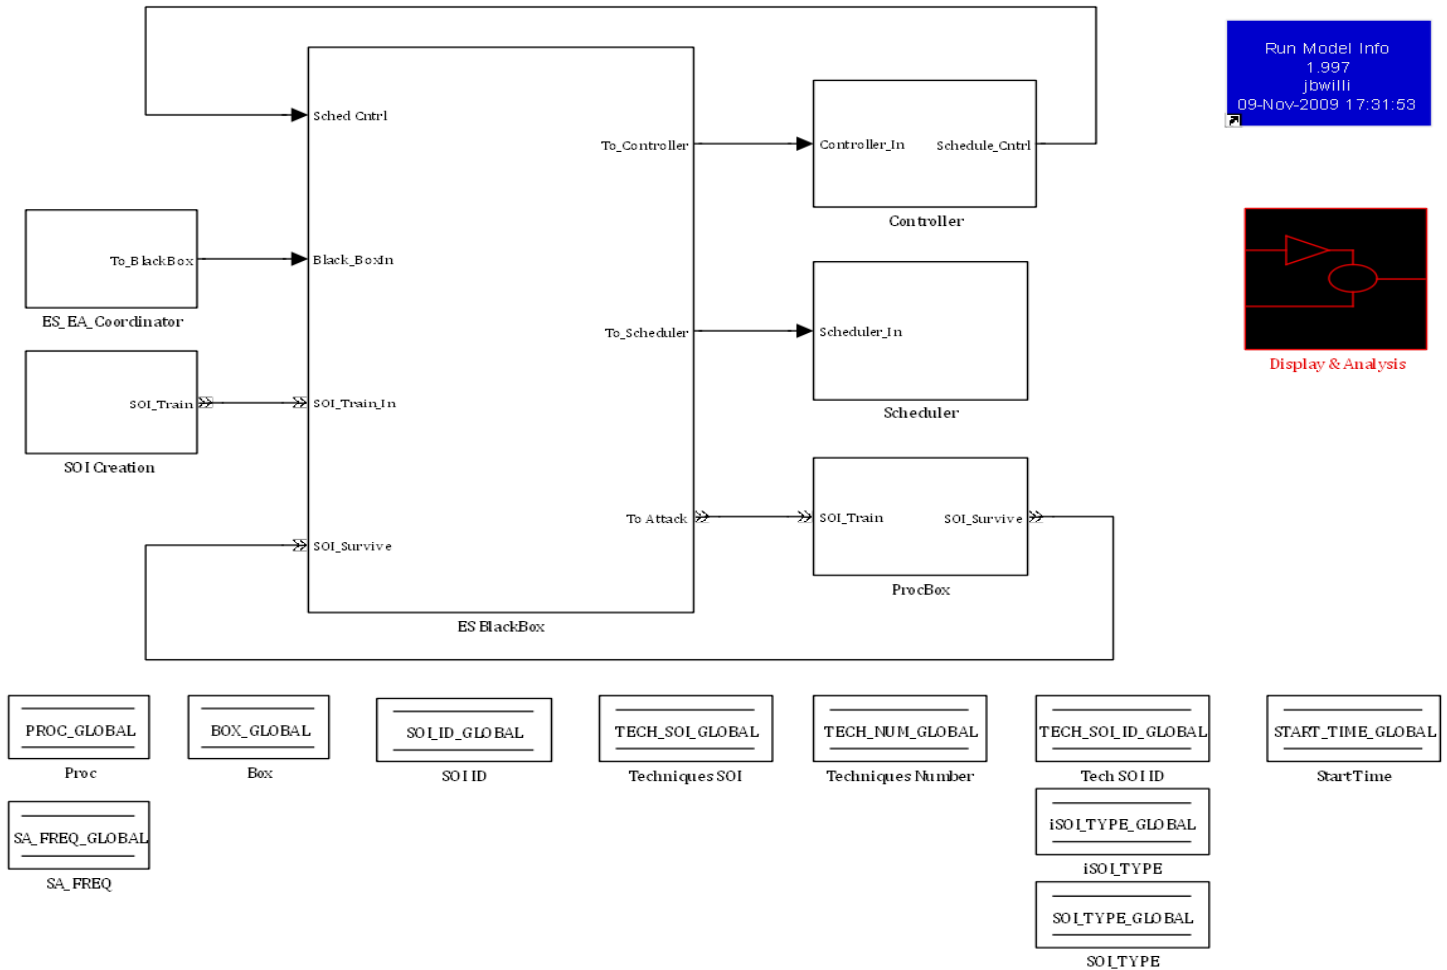 Run Model Info
1.997
jbwilli
09-Nov-2009 17:31:53
Sched Cntrl
To_Controller
Controller_In
Schedule_Cntrl
Controller
To_BlackBox
Black_BoxIn
ES_EA_Coordinator
To_Scheduler
Scheduler_In
Scheduler
Display & Analysis
SOI_Train
SOI_Train_In
SOI Creation
To Attack
SOI_Train
SOI_Survive
SOI_Survive
ProcBox
ES BlackBox
PROC_GLOBAL
Proc
BOX_GLOBAL
Box
SOI_ID_GLOBAL
SOI ID
TECH_SOI_GLOBAL
Techniques SOI
TECH_NUM_GLOBAL
Techniques Number
TECH_SOI_ID_GLOBAL
Tech SOI ID
START_TIME_GLOBAL
StartTime
SA_FREQ_GLOBAL
SA_FREQ
iSOI_TYPE_GLOBAL
iSOI_TYPE
SOI_TYPE_GLOBAL
SOI_TYPE